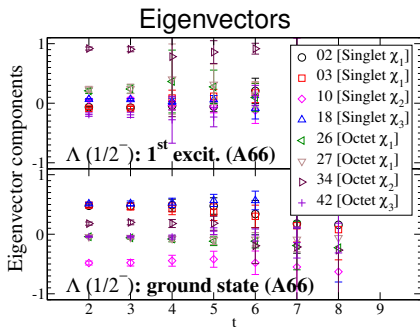 Eigenvectors
Eigenvector components
1
0
-1
Λ (1/2⁻): 1st excit. (A66)
02 [Singlet χ1]
03 [Singlet χ1]
10 [Singlet χ2]
18 [Singlet χ3]
26 [Octet χ1]
27 [Octet χ1]
34 [Octet χ2]
42 [Octet χ3]
1
0
-1
Λ (1/2⁻): ground state (A66)
2 3 4 5 6 7 8 9
t